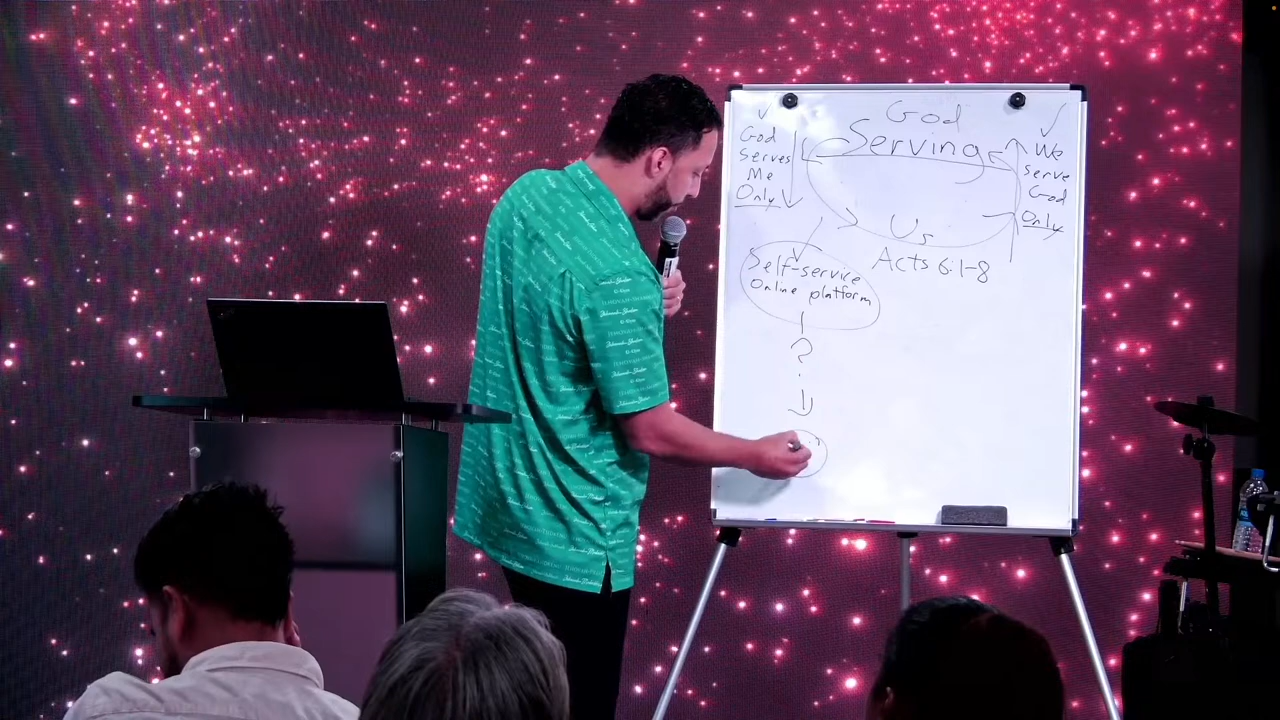 God
Serving
✓
God
Serves
Me
Only
✓
We
serve
God
Only
Us
Acts 6:1-8
Self-service
Online platform
?